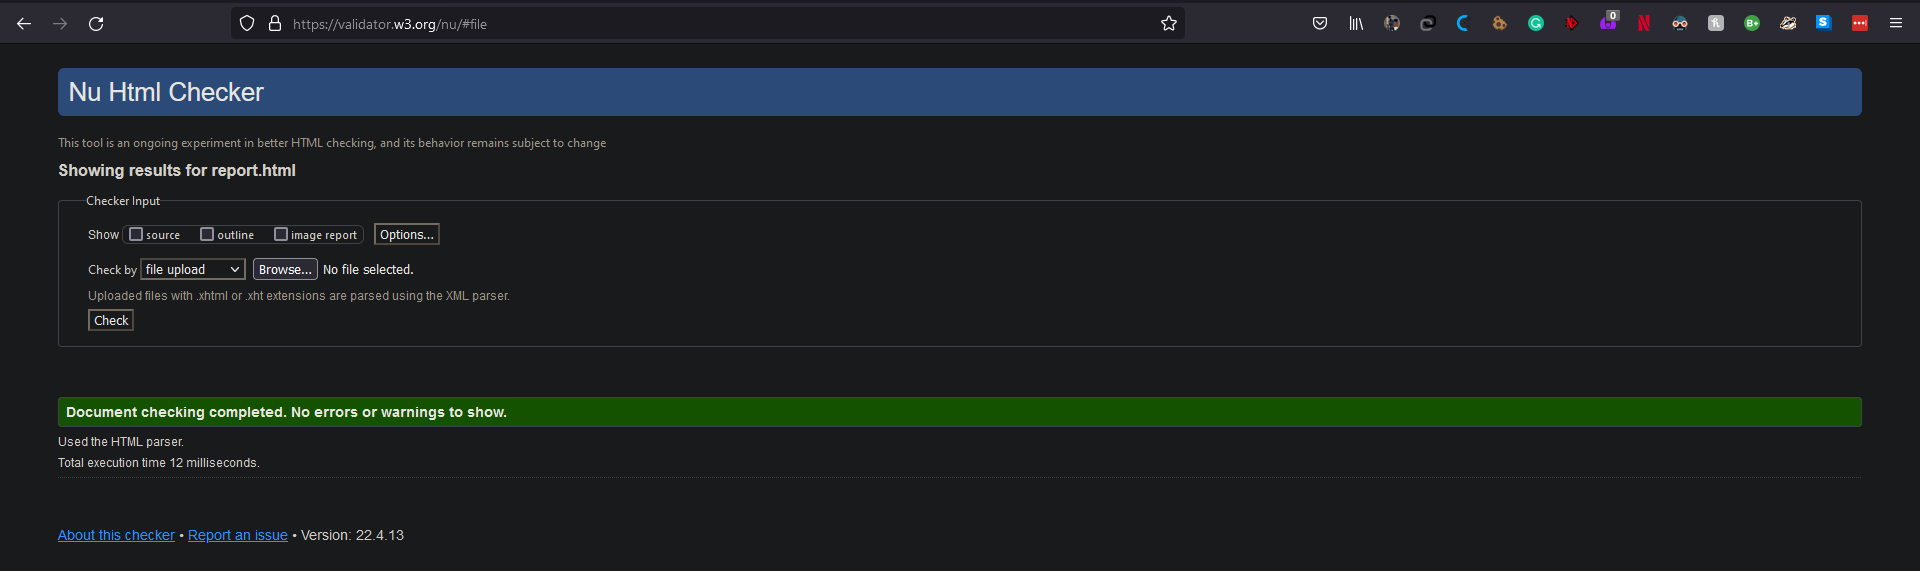 https://validator.w3.org/nu/#file
0
Nu Html Checker
This tool is an ongoing experiment in better HTML checking, and its behavior remains subject to change
Showing results for report.html
Checker Input
Show source outline image report Options...
Check by file upload Browse... No file selected.
Uploaded files with .xhtml or .xht extensions are parsed using the XML parser.
Check
Document checking completed. No errors or warnings to show.
Used the HTML parser.
Total execution time 12 milliseconds.
About this checker • Report an issue • Version: 22.4.13